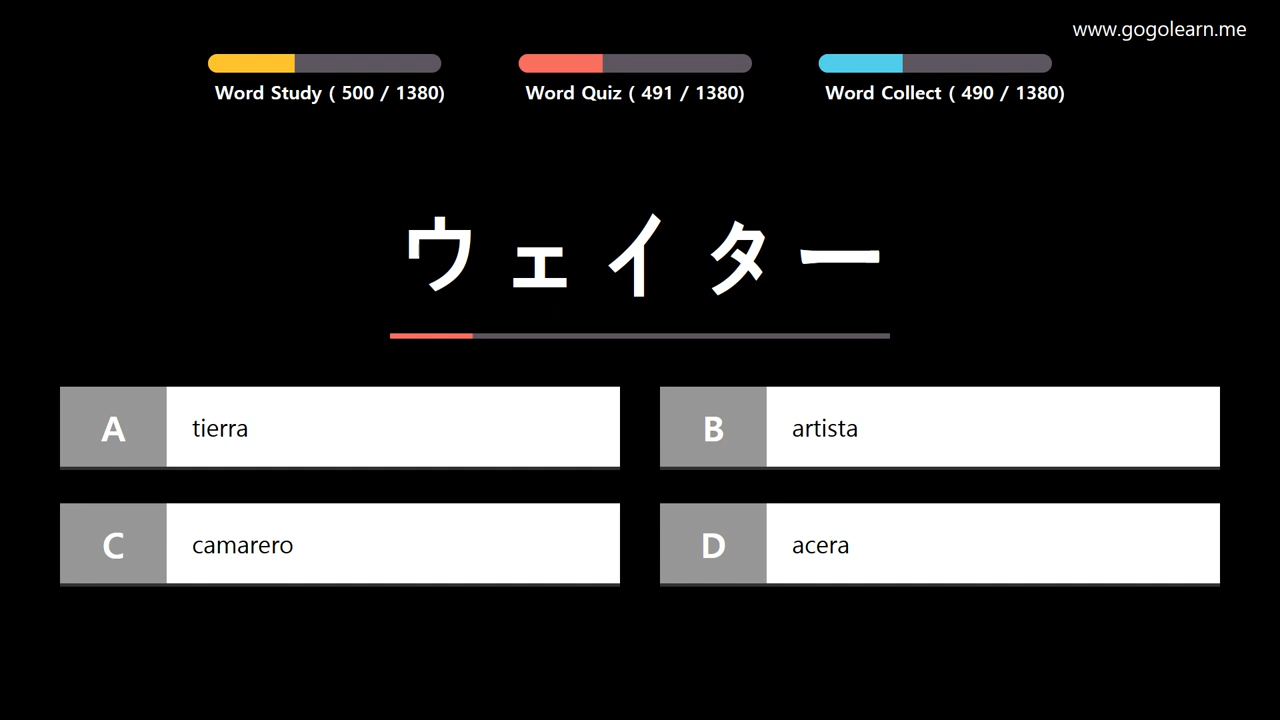 www.gogolearn.me
Word Study ( 500 / 1380)
Word Quiz ( 491 / 1380)
Word Collect ( 490 / 1380)
ウェイター
A tierra
B artista
C camarero
D acera